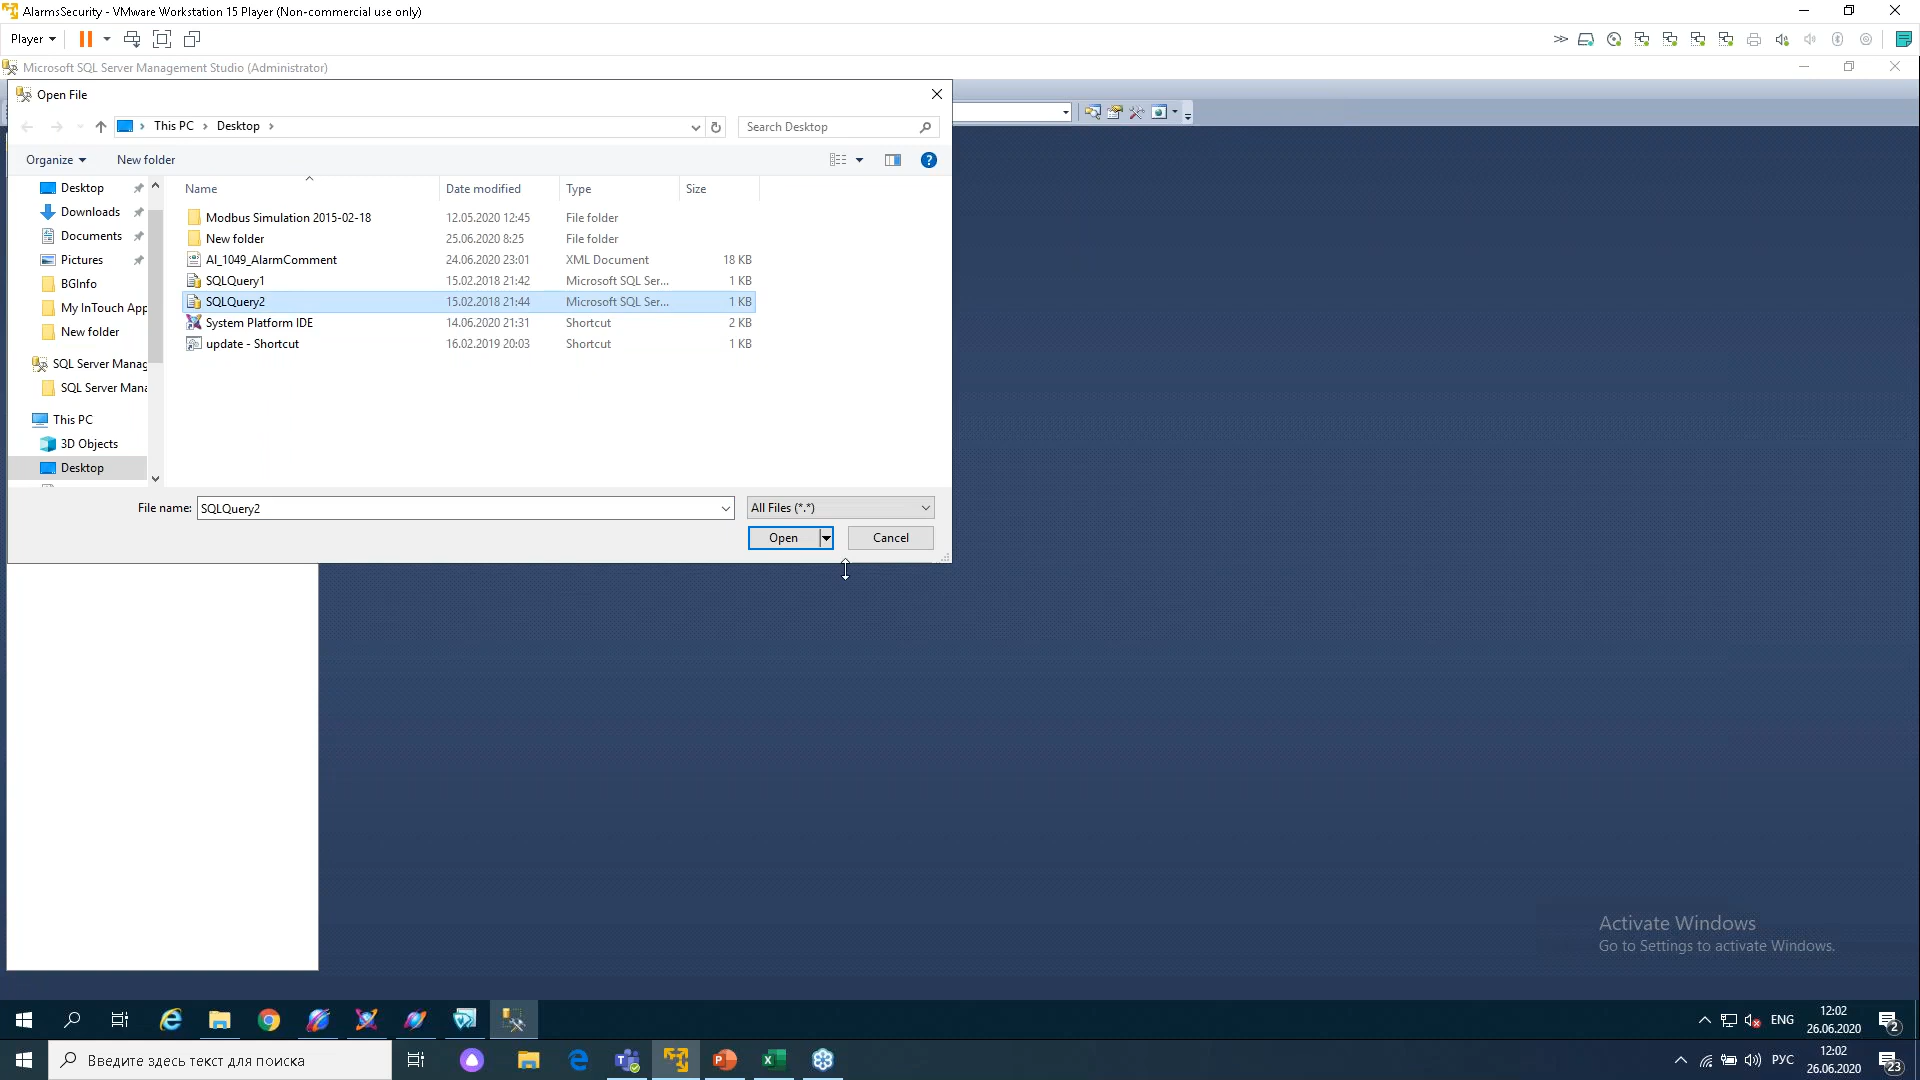 AlarmsSecurity - VMware Workstation 15 Player (Non-commercial use only)
Player
Microsoft SQL Server Management Studio (Administrator)
Open File
This PC > Desktop >
Search Desktop
Organize
New folder
Name Date modified Type Size
Desktop
Downloads
Documents
Pictures
BGInfo
My InTouch App
New folder
SQL Server Manag
SQL Server Mana
This PC
3D Objects
Desktop
Modbus Simulation 2015-02-18 12.05.2020 12:45 File folder
New folder 25.06.2020 8:25 File folder
AI_1049_AlarmComment 24.06.2020 23:01 XML Document 18 KB
SQLQuery1 15.02.2018 21:42 Microsoft SQL Ser... 1 KB
SQLQuery2 15.02.2018 21:44 Microsoft SQL Ser... 1 KB
System Platform IDE 14.06.2020 21:31 Shortcut 2 KB
update - Shortcut 16.02.2019 20:03 Shortcut 1 KB
File name: SQLQuery2
All Files (*.*)
Open
Cancel
Activate Windows
Go to Settings to activate Windows.
ENG
12:02
26.06.2020
2
Введите здесь текст для поиска
РУС
12:02
26.06.2020
23